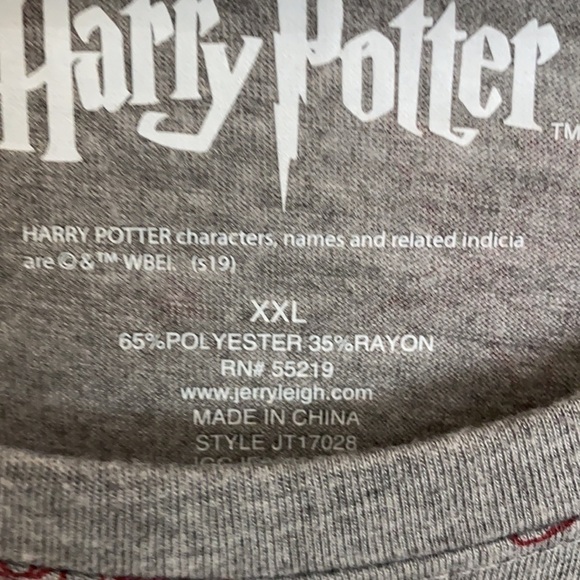 Harry Potter
TM
HARRY POTTER characters, names and related indicia
are © & ™ WBEI. (s19)
XXL
65%POLYESTER 35%RAYON
RN# 55219
www.jerryleigh.com
MADE IN CHINA
STYLE JT17028